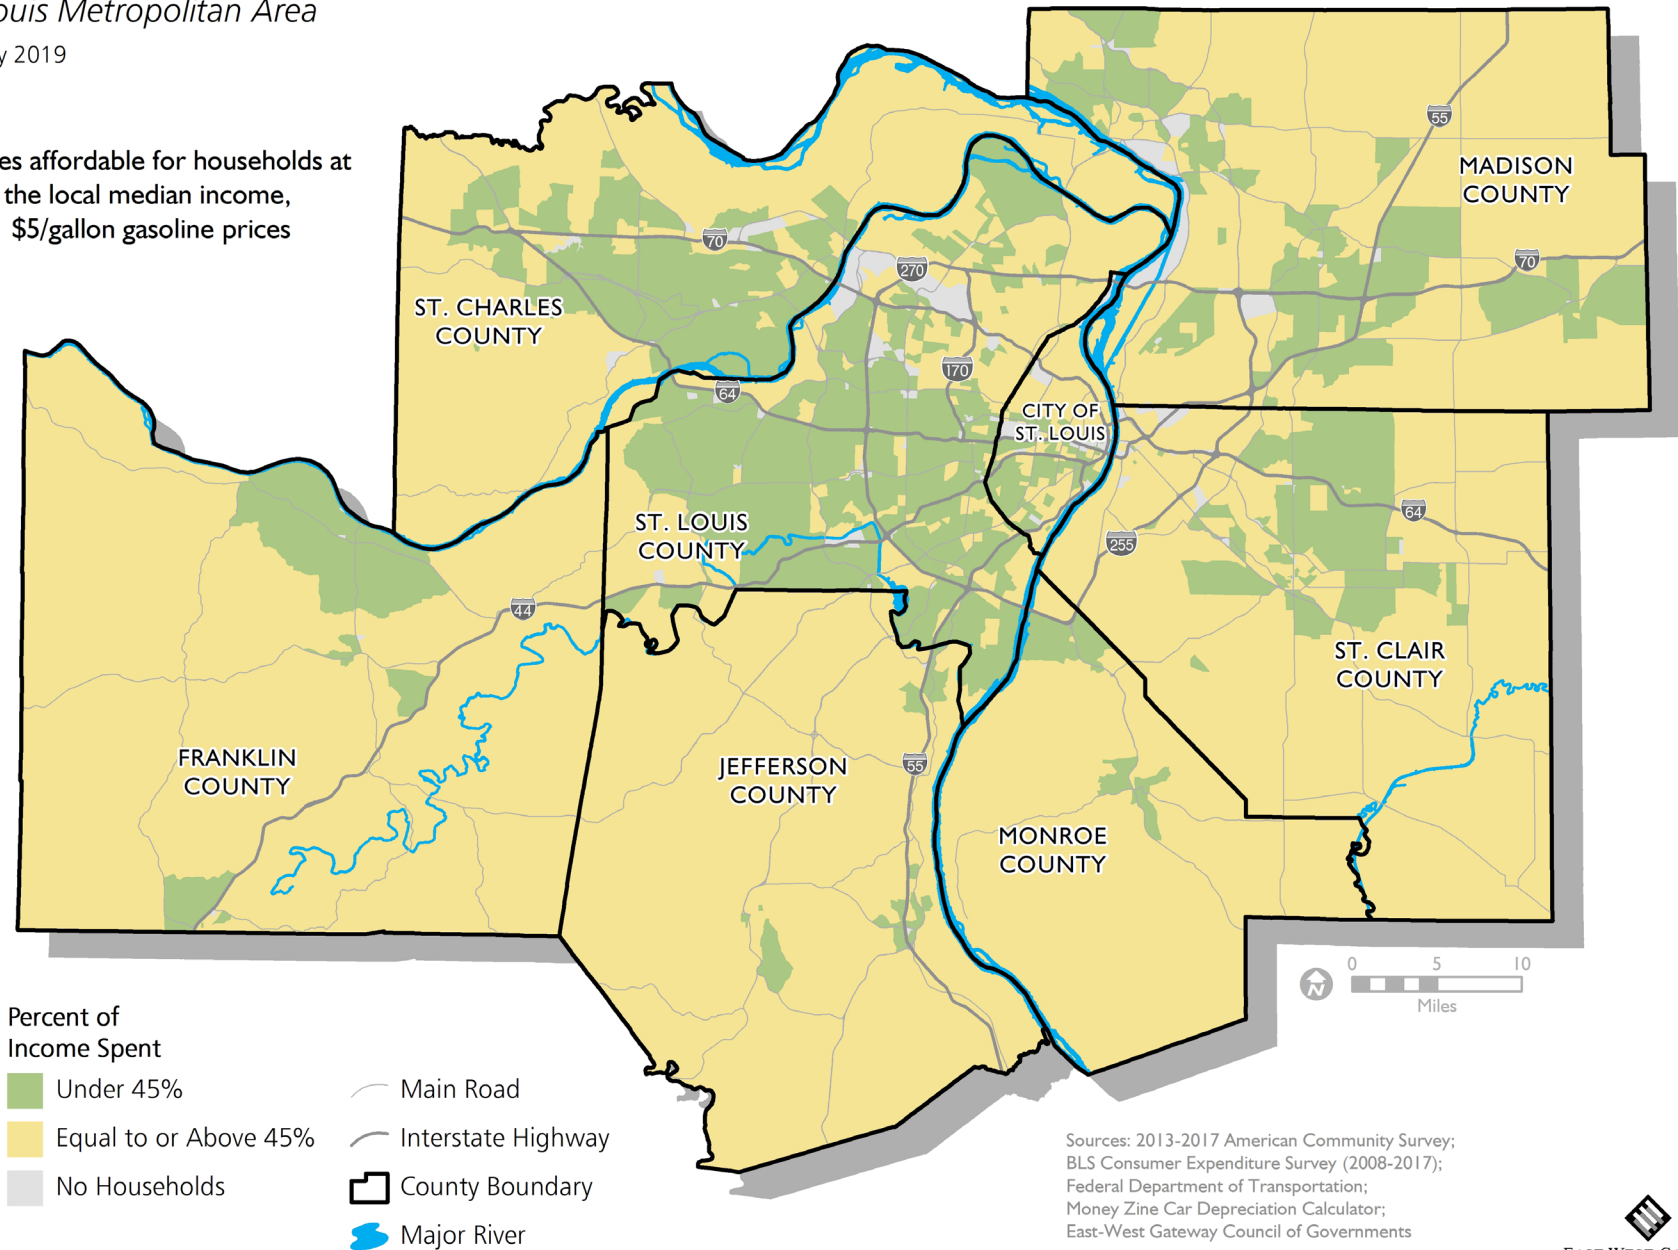 ouis Metropolitan Area
y 2019
es affordable for households at
the local median income,
$5/gallon gasoline prices
55
MADISON
COUNTY
70
70
270
ST. CHARLES
COUNTY
170
64
CITY OF
ST. LOUIS
ST. LOUIS
COUNTY
64
255
44
ST. CLAIR
COUNTY
FRANKLIN
COUNTY
JEFFERSON
COUNTY
55
MONROE
COUNTY
N
0 5 10
Miles
Percent of
Income Spent
Under 45%
Equal to or Above 45%
No Households
Main Road
Interstate Highway
County Boundary
Major River
Sources: 2013-2017 American Community Survey;
BLS Consumer Expenditure Survey (2008-2017);
Federal Department of Transportation;
Money Zine Car Depreciation Calculator;
East-West Gateway Council of Governments